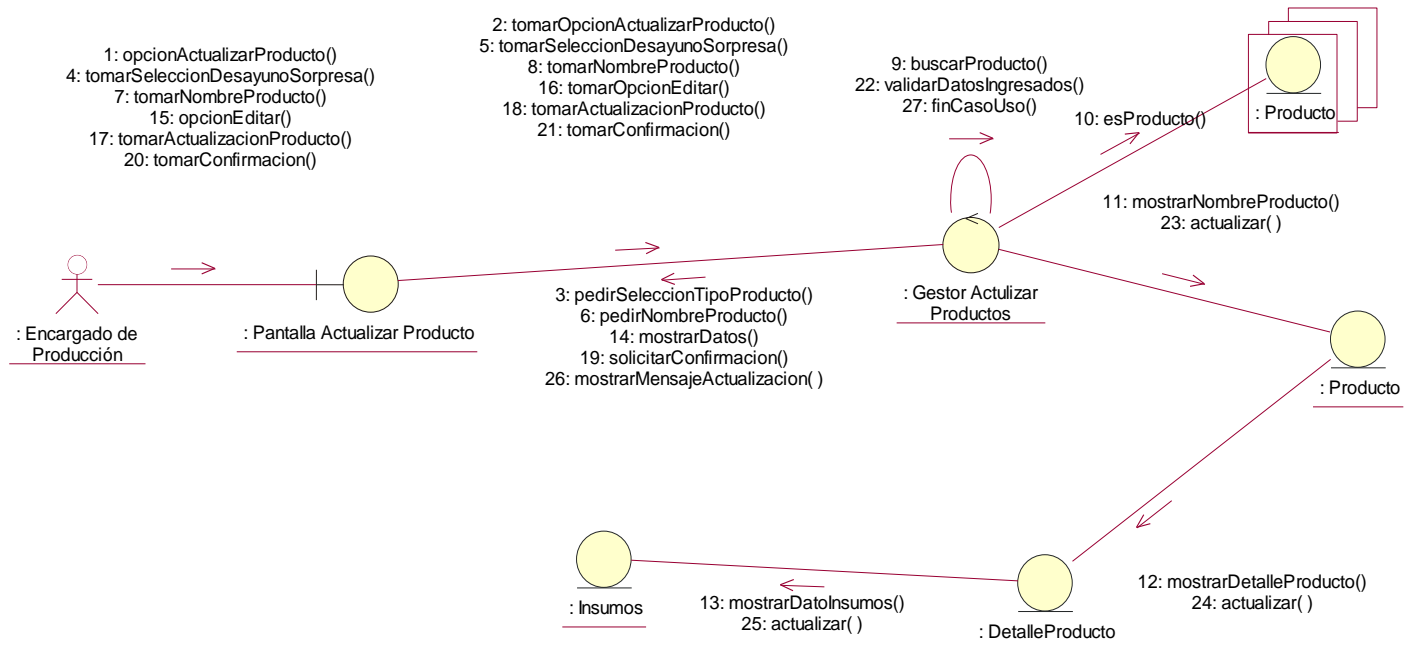 1: opcionActualizarProducto()
4: tomarSeleccionDesayunoSorpresa()
7: tomarNombreProducto()
15: opcionEditar()
17: tomarActualizacionProducto()
20: tomarConfirmacion()
2: tomarOpcionActualizarProducto()
5: tomarSeleccionDesayunoSorpresa()
8: tomarNombreProducto()
16: tomarOpcionEditar()
18: tomarActualizacionProducto()
21: tomarConfirmacion()
9: buscarProducto()
22: validarDatosIngresados()
27: finCasoUso()
10: esProducto()
: Producto
11: mostrarNombreProducto()
23: actualizar( )
: Encargado de
Producción
: Pantalla Actualizar Producto
3: pedirSeleccionTipoProducto()
6: pedirNombreProducto()
14: mostrarDatos()
19: solicitarConfirmacion()
26: mostrarMensajeActualizacion( )
: Gestor Actulizar
Productos
: Producto
: Insumos
13: mostrarDatoInsumos()
25: actualizar( )
: DetalleProducto
12: mostrarDetalleProducto()
24: actualizar( )